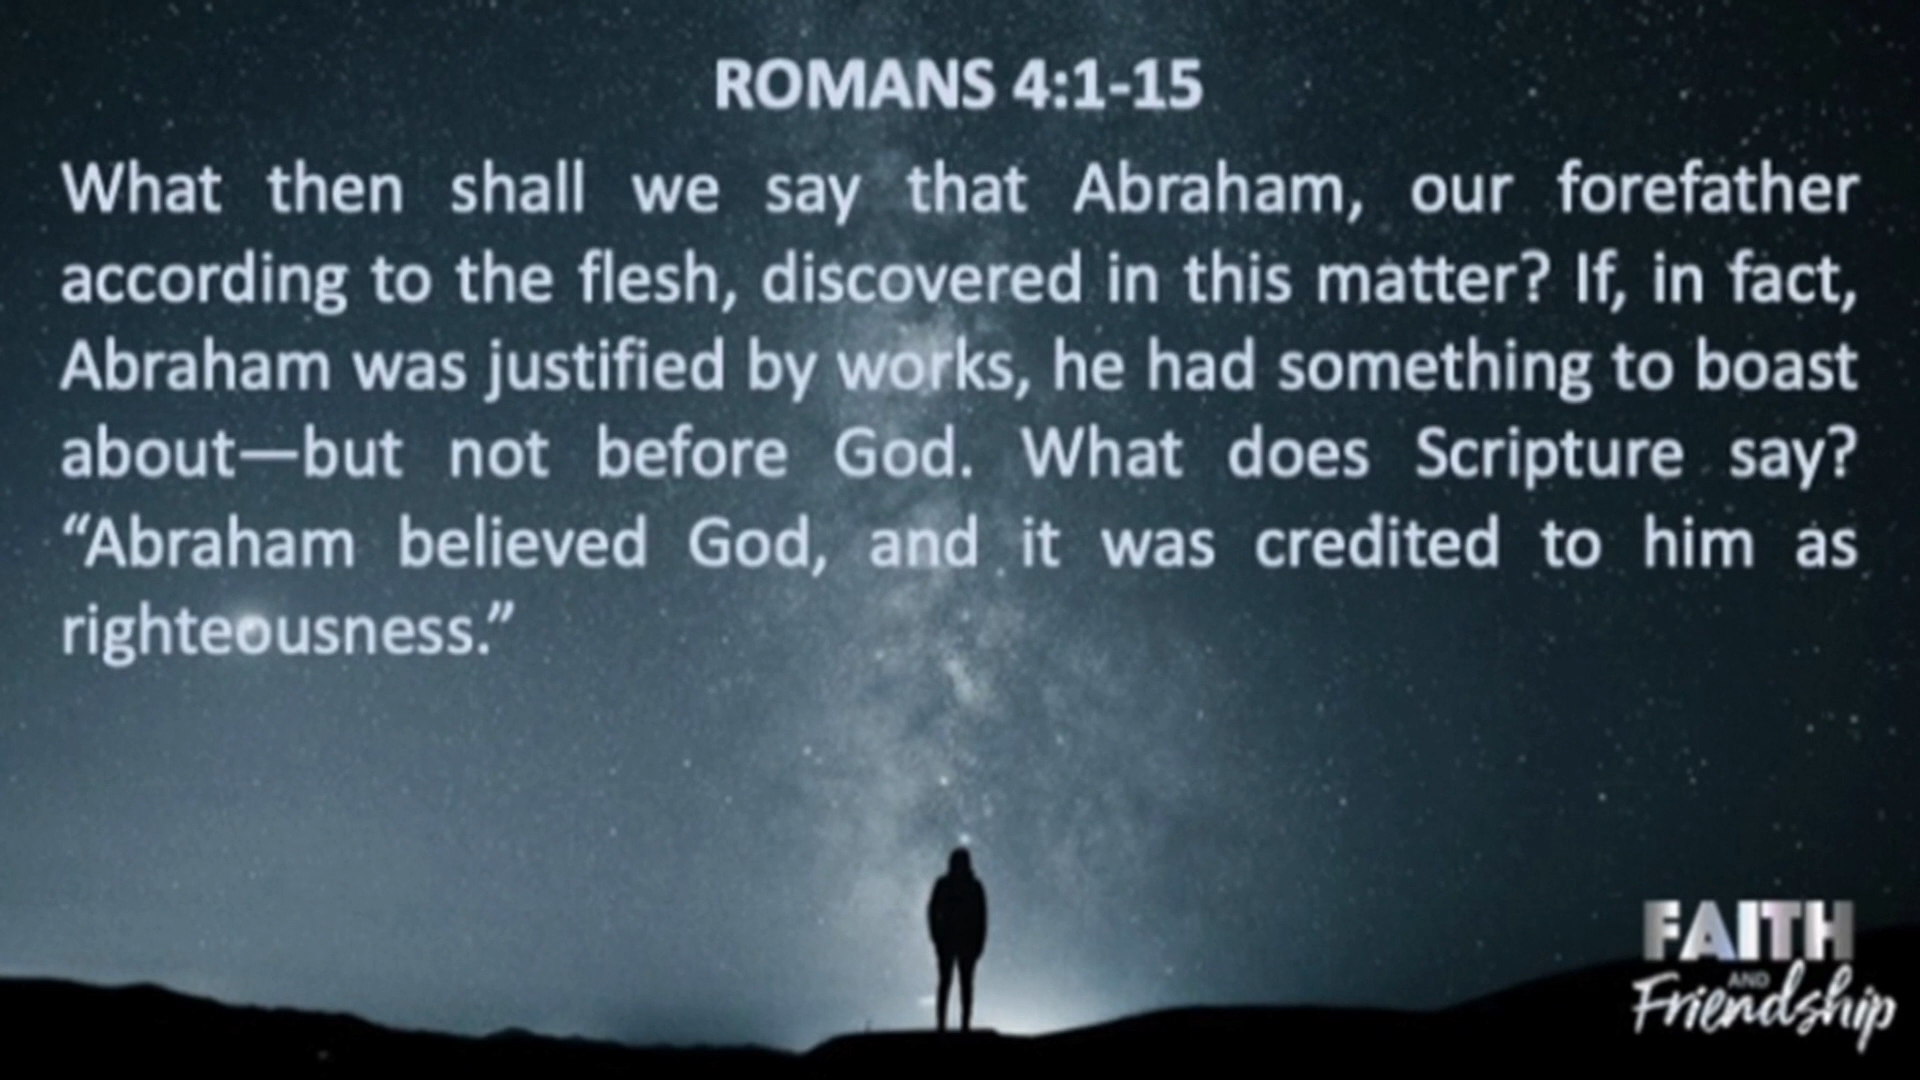 ROMANS 4:1-15
What then shall we say that Abraham, our forefather
according to the flesh, discovered in this matter? If, in fact,
Abraham was justified by works, he had something to boast
about—but not before God. What does Scripture say?
“Abraham believed God, and it was credited to him as
righteousness.”
FAITH
AND
Friendship